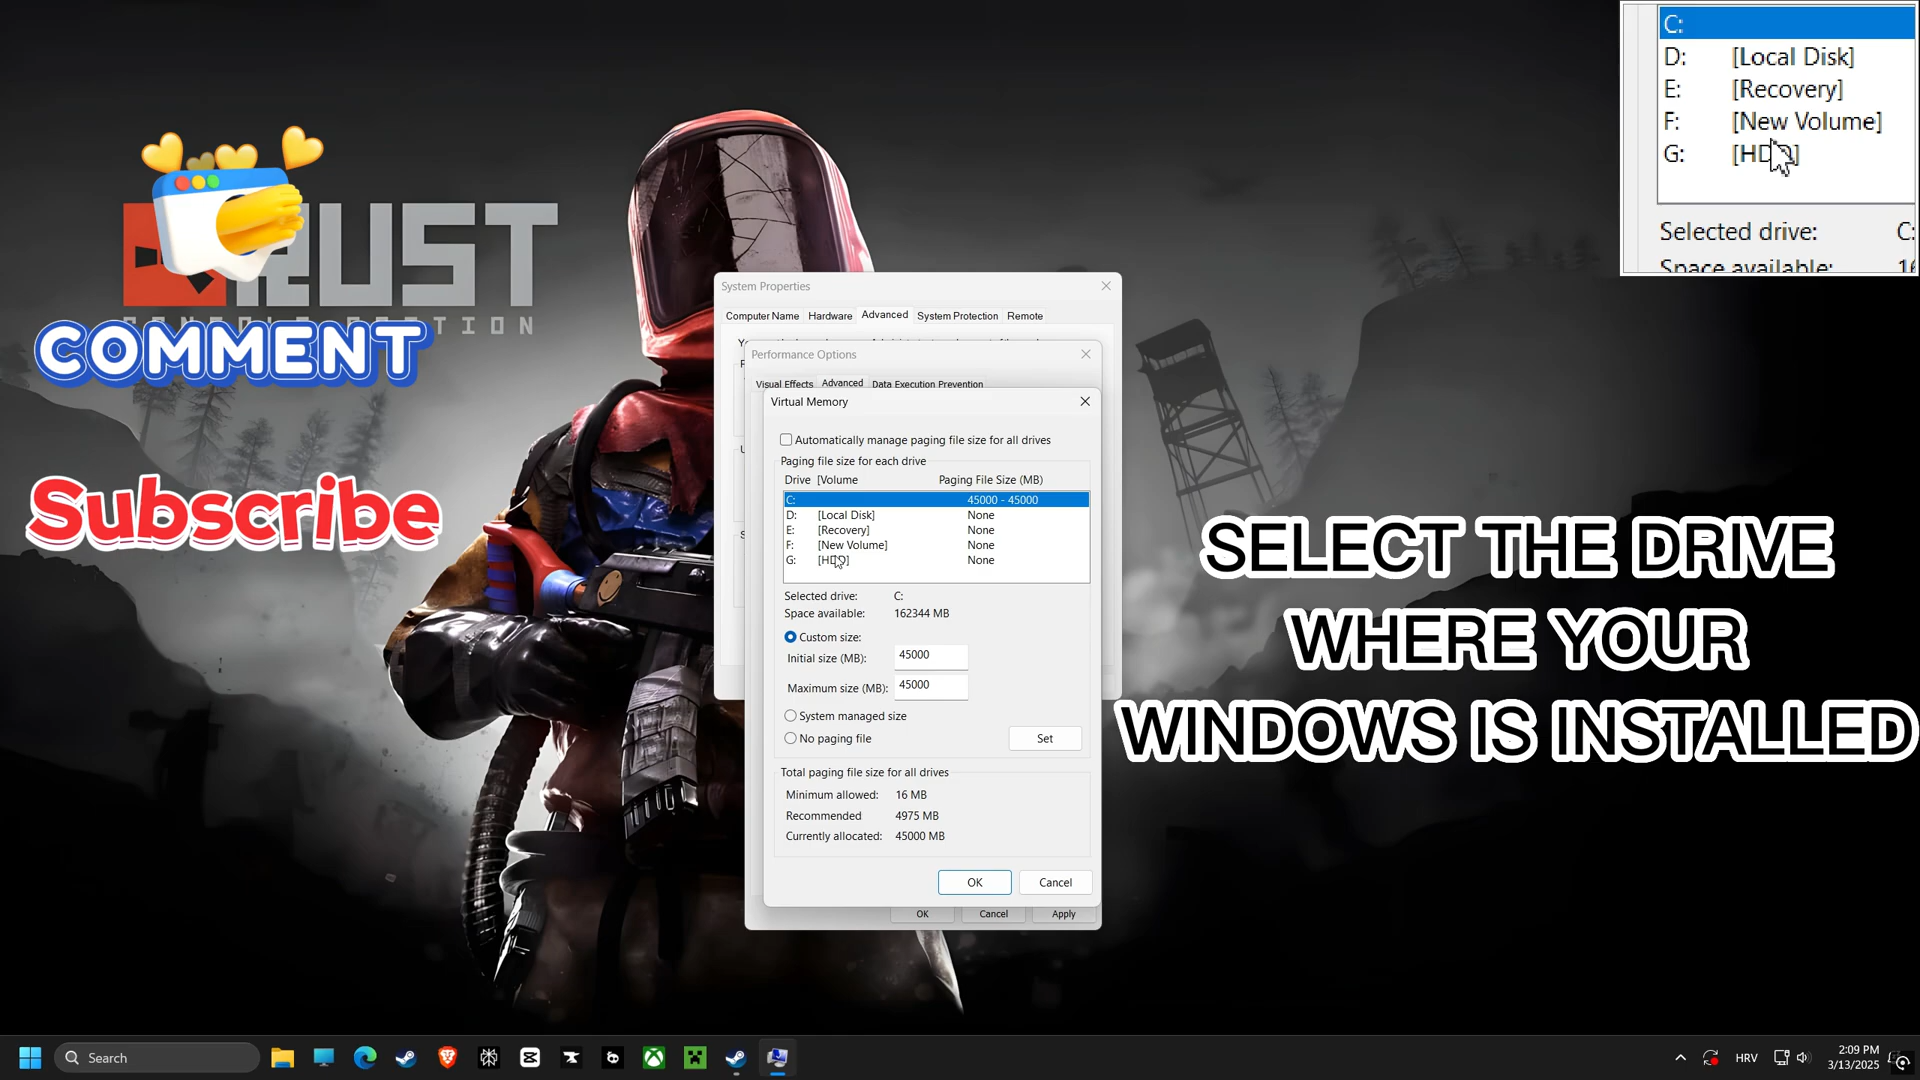 C:
D: [Local Disk]
E: [Recovery]
F: [New Volume]
G: [HDD]
Selected drive: C:
Space available: 16
RUST
COMMENT
Subscribe
System Properties
Computer Name Hardware Advanced System Protection Remote
Performance Options
Visual Effects Advanced Data Execution Prevention
Virtual Memory
Automatically manage paging file size for all drives
Paging file size for each drive
Drive [Volume Paging File Size (MB)
C: 45000 - 45000
D: [Local Disk] None
E: [Recovery] None
F: [New Volume] None
G: [HDD] None
Selected drive: C:
Space available: 162344 MB
Custom size:
Initial size (MB): 45000
Maximum size (MB): 45000
System managed size
No paging file Set
Total paging file size for all drives
Minimum allowed: 16 MB
Recommended 4975 MB
Currently allocated: 45000 MB
OK Cancel
OK Cancel Apply
SELECT THE DRIVE
WHERE YOUR
WINDOWS IS INSTALLED
Search
HRV
2:09 PM
3/13/2025